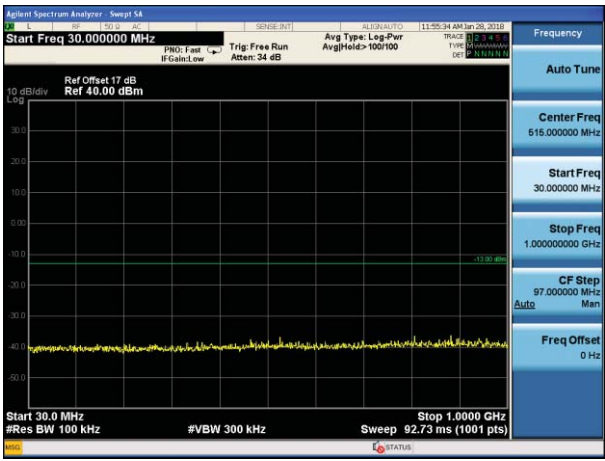 Agilent Spectrum Analyzer - Swept SA
L RF 50 Ω AC SENSE:INT ALIGN AUTO 11:55:34 AM Jan 28, 2018
Start Freq 30.000000 MHz
PNO: Fast
IFGain:Low
Trig: Free Run
Atten: 34 dB
Avg Type: Log-Pwr
Avg|Hold:> 100/100
TRACE 1 2 3 4 5 6
TYPE M
DET P N N N N N
Ref Offset 17 dB
10 dB/div Ref 40.00 dBm
Log
30.0
20.0
10.0
0.00
-10.0
-13.00 dBm
-20.0
-30.0
-40.0
-50.0
Start 30.0 MHz
Stop 1.0000 GHz
#Res BW 100 kHz #VBW 300 kHz Sweep 92.73 ms (1001 pts)
MSG STATUS
Frequency
Auto Tune
Center Freq
515.000000 MHz
Start Freq
30.000000 MHz
Stop Freq
1.000000000 GHz
CF Step
97.000000 MHz
Auto Man
Freq Offset
0 Hz